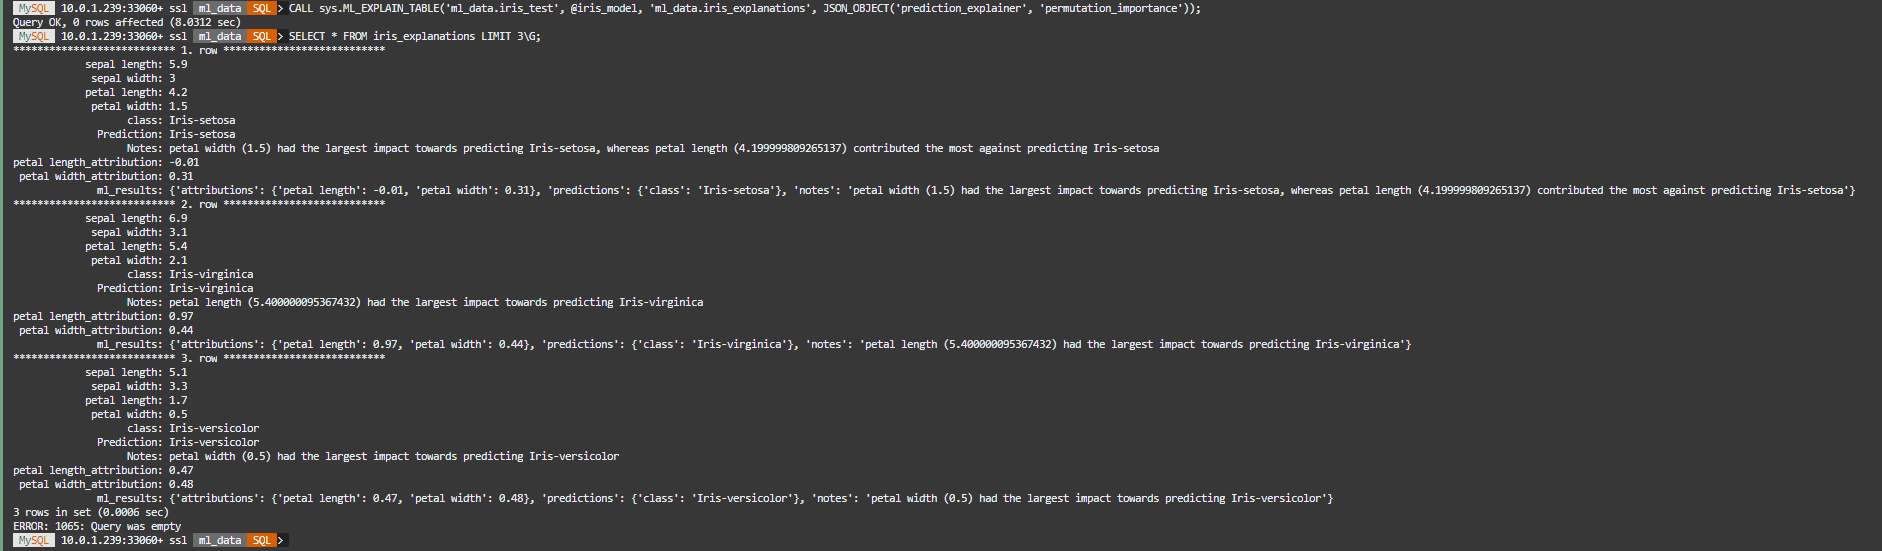 MySQL 10.0.1.239:33060+ ssl ml_data SQL > CALL sys.ML_EXPLAIN_TABLE('ml_data.iris_test', @iris_model, 'ml_data.iris_explanations', JSON_OBJECT('prediction_explainer', 'permutation_importance'));
Query OK, 0 rows affected (8.0312 sec)
MySQL 10.0.1.239:33060+ ssl ml_data SQL > SELECT * FROM iris_explanations LIMIT 3\G;
*************************** 1. row ***************************
sepal length: 5.9
sepal width: 3
petal length: 4.2
petal width: 1.5
class: Iris-setosa
Prediction: Iris-setosa
Notes: petal width (1.5) had the largest impact towards predicting Iris-setosa, whereas petal length (4.199999809265137) contributed the most against predicting Iris-setosa
petal length_attribution: -0.01
petal width_attribution: 0.31
ml_results: {'attributions': {'petal length': -0.01, 'petal width': 0.31}, 'predictions': {'class': 'Iris-setosa'}, 'notes': 'petal width (1.5) had the largest impact towards predicting Iris-setosa, whereas petal length (4.199999809265137) contributed the most against predicting Iris-setosa'}
*************************** 2. row ***************************
sepal length: 6.9
sepal width: 3.1
petal length: 5.4
petal width: 2.1
class: Iris-virginica
Prediction: Iris-virginica
Notes: petal length (5.400000095367432) had the largest impact towards predicting Iris-virginica
petal length_attribution: 0.97
petal width_attribution: 0.44
ml_results: {'attributions': {'petal length': 0.97, 'petal width': 0.44}, 'predictions': {'class': 'Iris-virginica'}, 'notes': 'petal length (5.400000095367432) had the largest impact towards predicting Iris-virginica'}
*************************** 3. row ***************************
sepal length: 5.1
sepal width: 3.3
petal length: 1.7
petal width: 0.5
class: Iris-versicolor
Prediction: Iris-versicolor
Notes: petal width (0.5) had the largest impact towards predicting Iris-versicolor
petal length_attribution: 0.47
petal width_attribution: 0.48
ml_results: {'attributions': {'petal length': 0.47, 'petal width': 0.48}, 'predictions': {'class': 'Iris-versicolor'}, 'notes': 'petal width (0.5) had the largest impact towards predicting Iris-versicolor'}
3 rows in set (0.0006 sec)
ERROR: 1065: Query was empty
MySQL 10.0.1.239:33060+ ssl ml_data SQL >